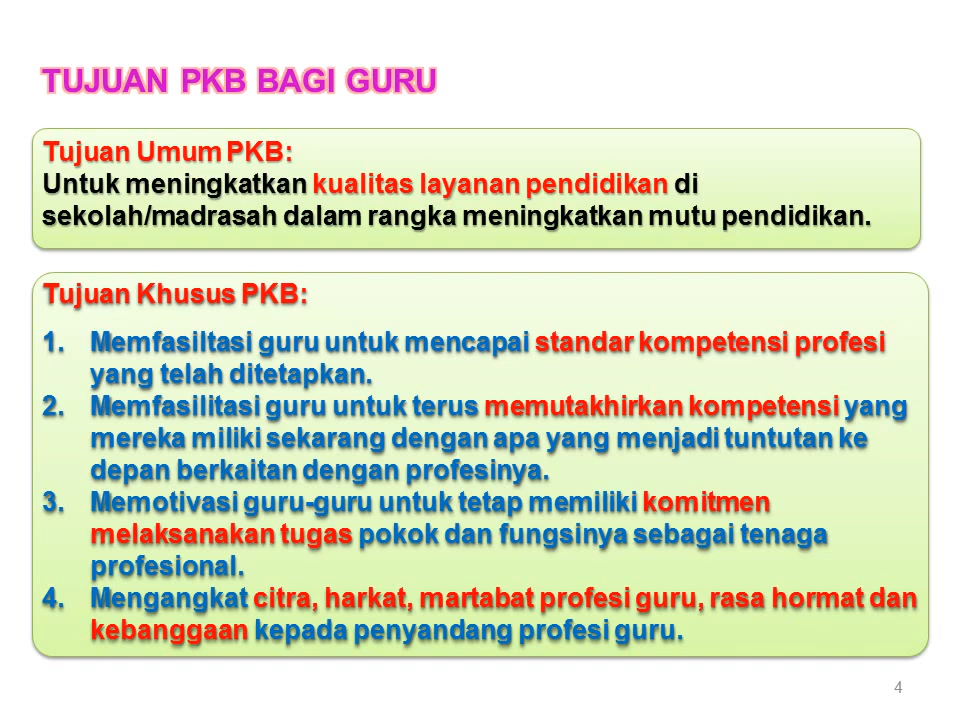 TUJUAN PKB BAGI GURU
Tujuan Umum PKB:
Untuk meningkatkan kualitas layanan pendidikan di
sekolah/madrasah dalam rangka meningkatkan mutu pendidikan.
Tujuan Khusus PKB:
1. Memfasiltasi guru untuk mencapai standar kompetensi profesi
yang telah ditetapkan.
2. Memfasilitasi guru untuk terus memutakhirkan kompetensi yang
mereka miliki sekarang dengan apa yang menjadi tuntutan ke
depan berkaitan dengan profesinya.
3. Memotivasi guru-guru untuk tetap memiliki komitmen
melaksanakan tugas pokok dan fungsinya sebagai tenaga
profesional.
4. Mengangkat citra, harkat, martabat profesi guru, rasa hormat dan
kebanggaan kepada penyandang profesi guru.
4